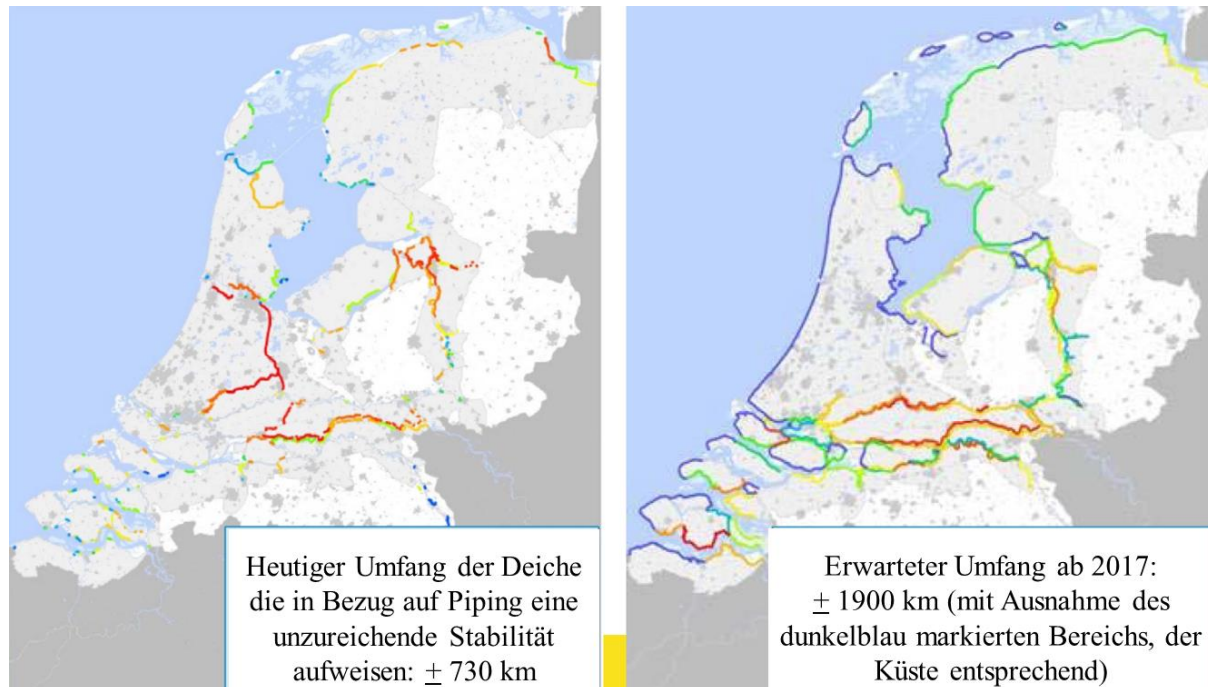 Heutiger Umfang der Deiche
die in Bezug auf Piping eine
unzureichende Stabilität
aufweisen: ± 730 km
Erwarteter Umfang ab 2017:
± 1900 km (mit Ausnahme des
dunkelblau markierten Bereichs, der
Küste entsprechend)